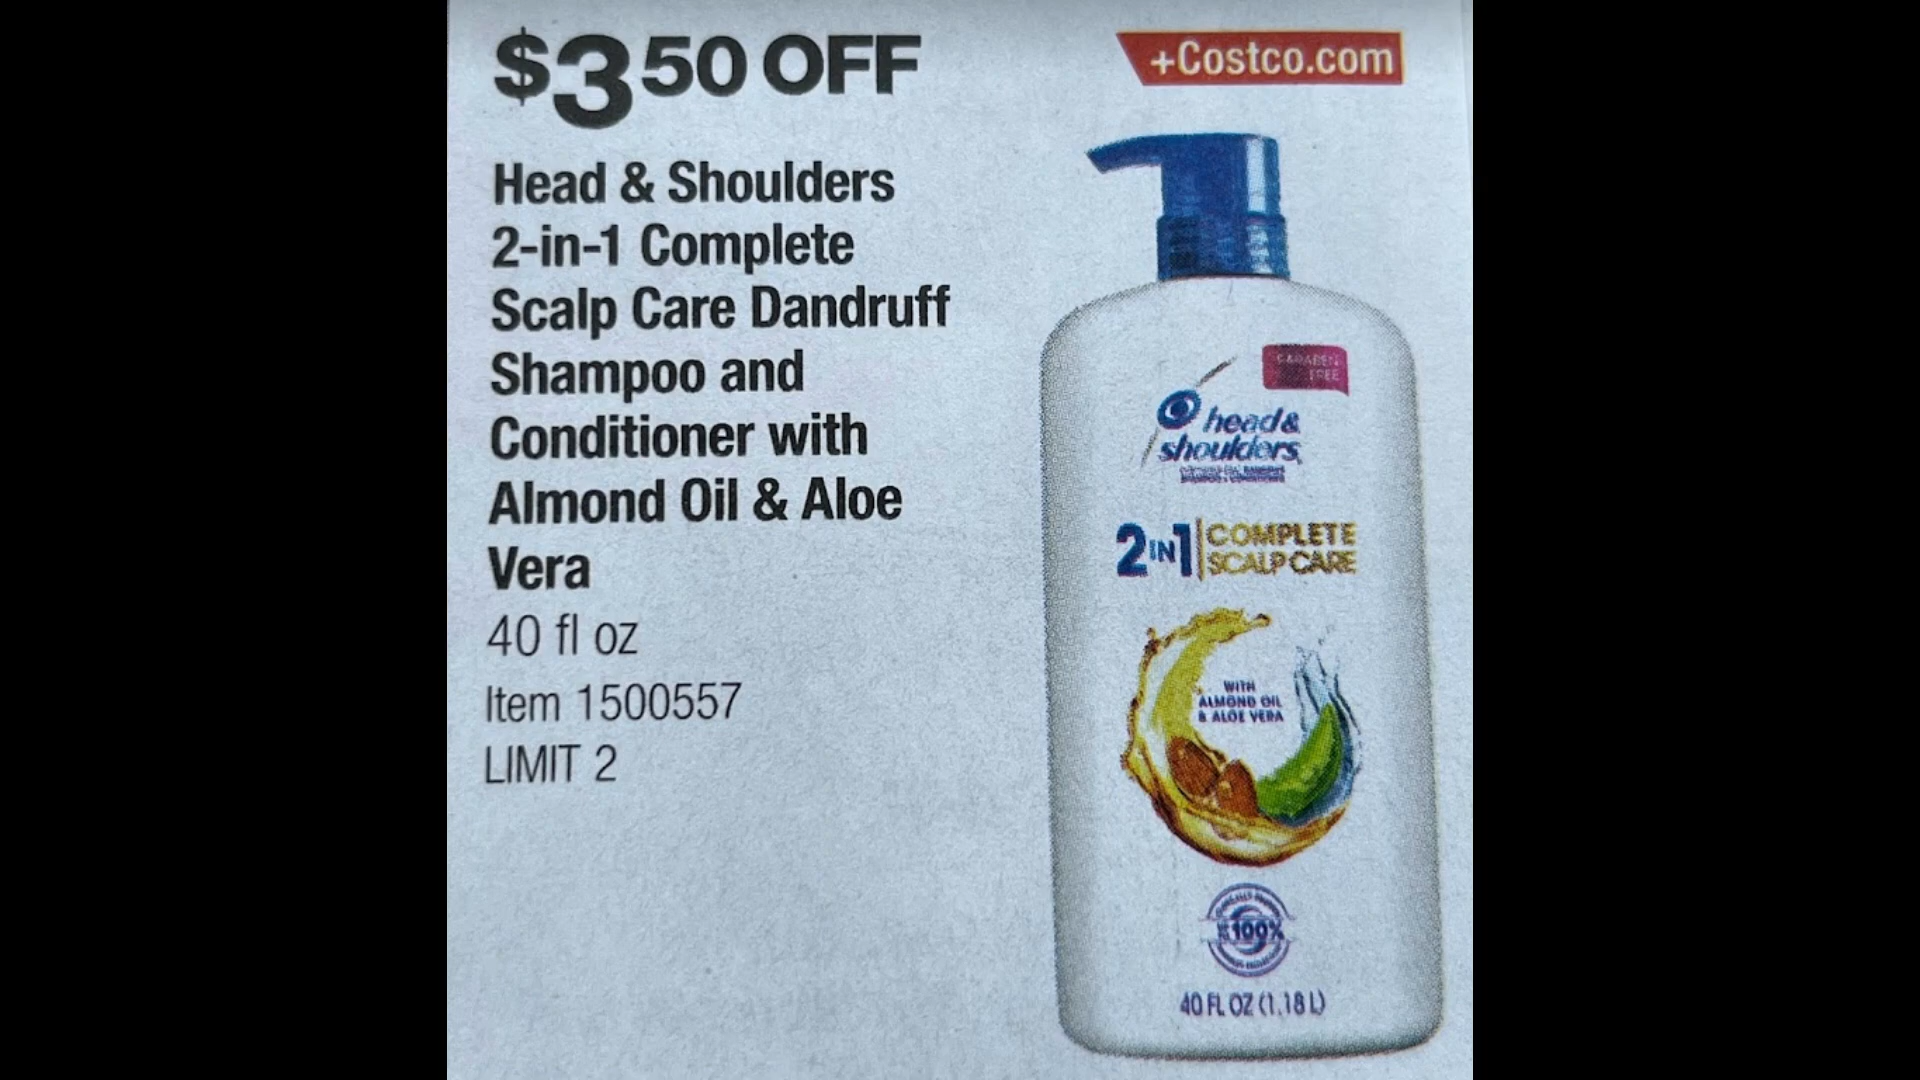 $3.50 OFF
+Costco.com
Head & Shoulders
2-in-1 Complete
Scalp Care Dandruff
Shampoo and
Conditioner with
Almond Oil & Aloe
Vera
40 fl oz
Item 1500557
LIMIT 2
FREE
head &
shoulders
2IN1 COMPLETE
SCALP CARE
WITH
ALMOND OIL
& ALOE VERA
100%
40 FL OZ (1.18 L)